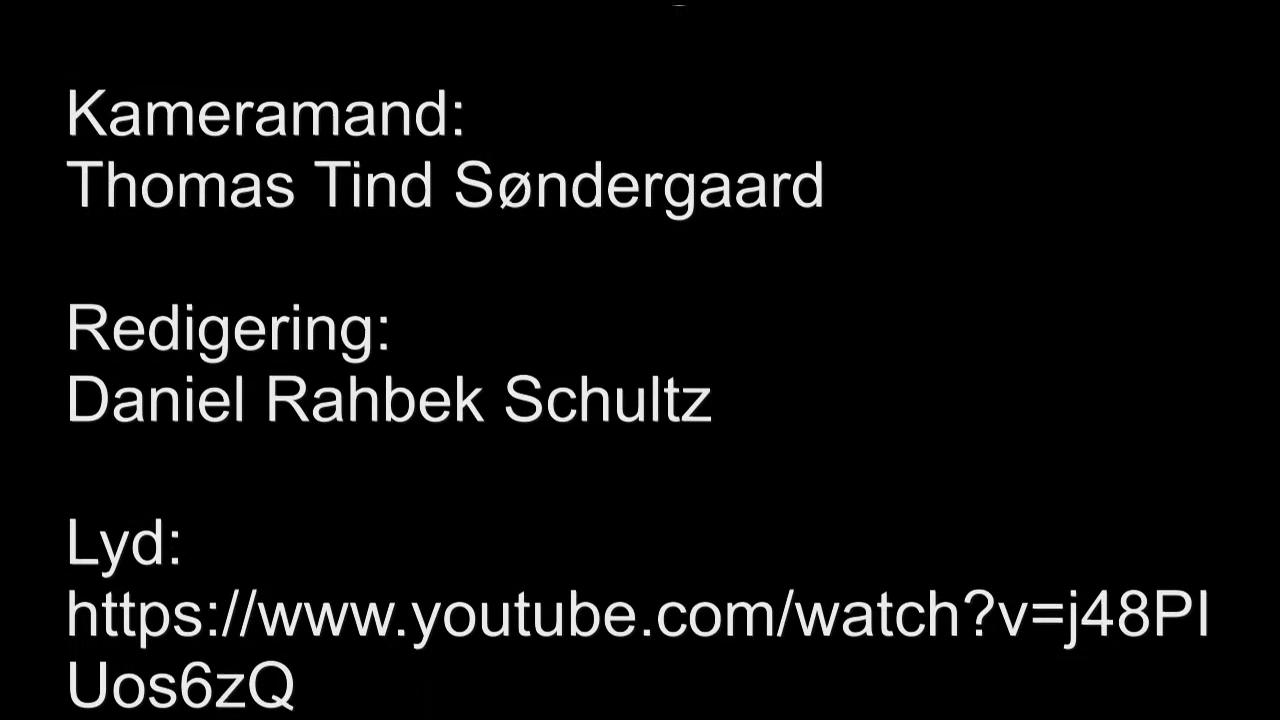 Kameramand:
Thomas Tind Søndergaard
Redigering:
Daniel Rahbek Schultz
Lyd:
https://www.youtube.com/watch?v=j48PI
Uos6zQ